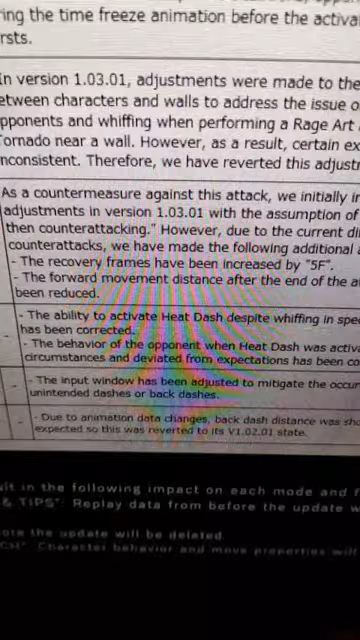 ring the time freeze animation before the activa
rsts.
in version 1.03.01, adjustments were made to the
etween characters and walls to address the issue o
pponents and whiffing when performing a Rage Art
Tornado near a wall. However, as a result, certain ex
nconsistent. Therefore, we have reverted this adjustr
As a countermeasure against this attack, we initially in
adjustments in version 1.03.01 with the assumption of
then counterattacking." However, due to the current di
counterattacks, we have made the following additional a
- The recovery frames have been increased by "5F".
- The forward movement distance after the end of the a
been reduced.
- - The ability to activate Heat Dash despite whiffing in spe
has been corrected.
- The behavior of the opponent when Heat Dash was activa
circumstances and deviated from expectations has been co
- - The input window has been adjusted to mitigate the occur
unintended dashes or back dashes.
- - Due to animation data changes, back dash distance was sho
expected so this was reverted to its V1.02.01 state.
ult in the following impact on each mode and f
& TIPS": Replay data from before the update w
ore the update will be deleted.
CH": Character behavior and move properties will